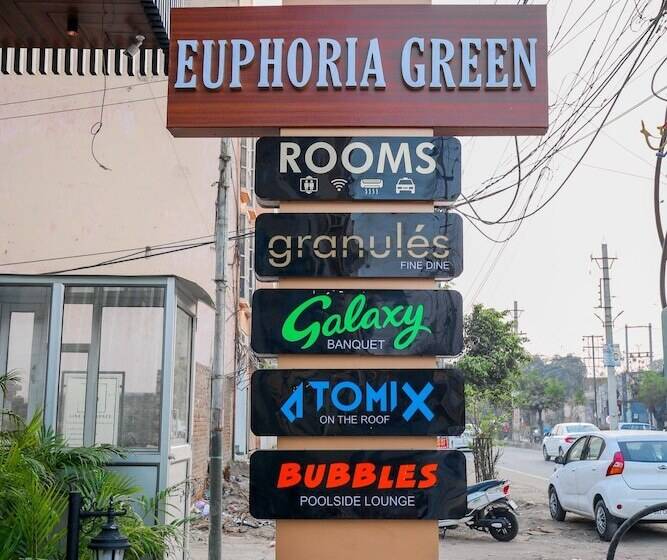 EUPHORIA GREEN
ROOMS
granulés
FINE DINE
Galaxy
BANQUET
ATOMIX
ON THE ROOF
BUBBLES
POOLSIDE LOUNGE